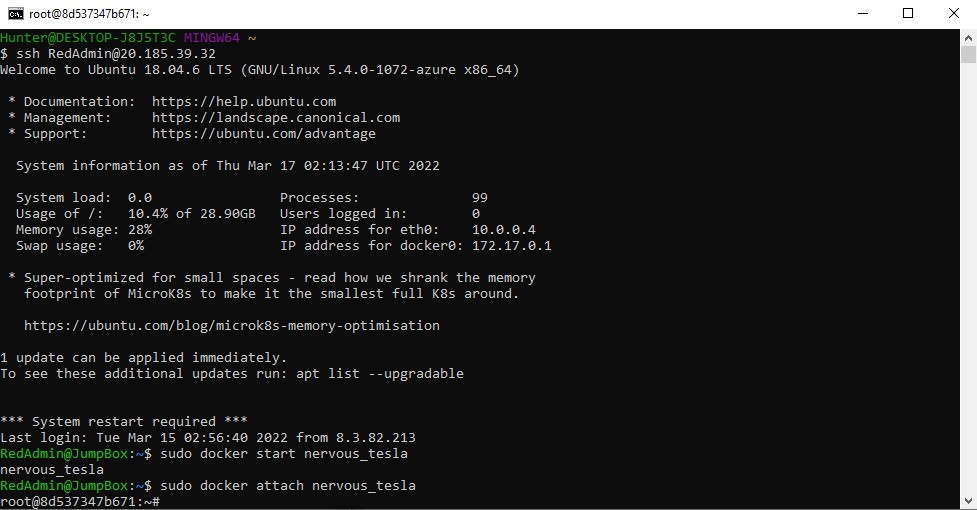 root@8d537347b671: ~
Hunter@DESKTOP-J8J5T3C MINGW64 ~
$ ssh RedAdmin@20.185.39.32
Welcome to Ubuntu 18.04.6 LTS (GNU/Linux 5.4.0-1072-azure x86_64)
* Documentation:  https://help.ubuntu.com
* Management:     https://landscape.canonical.com
* Support:        https://ubuntu.com/advantage
System information as of Thu Mar 17 02:13:47 UTC 2022
System load:  0.0                Processes:              99
Usage of /:   10.4% of 28.90GB   Users logged in:        0
Memory usage: 28%                IP address for eth0:    10.0.0.4
Swap usage:   0%                 IP address for docker0: 172.17.0.1
* Super-optimized for small spaces - read how we shrank the memory
footprint of MicroK8s to make it the smallest full K8s around.
https://ubuntu.com/blog/microk8s-memory-optimisation
1 update can be applied immediately.
To see these additional updates run: apt list --upgradable
*** System restart required ***
Last login: Tue Mar 15 02:56:40 2022 from 8.3.82.213
RedAdmin@JumpBox:~$ sudo docker start nervous_tesla
nervous_tesla
RedAdmin@JumpBox:~$ sudo docker attach nervous_tesla
root@8d537347b671:~#